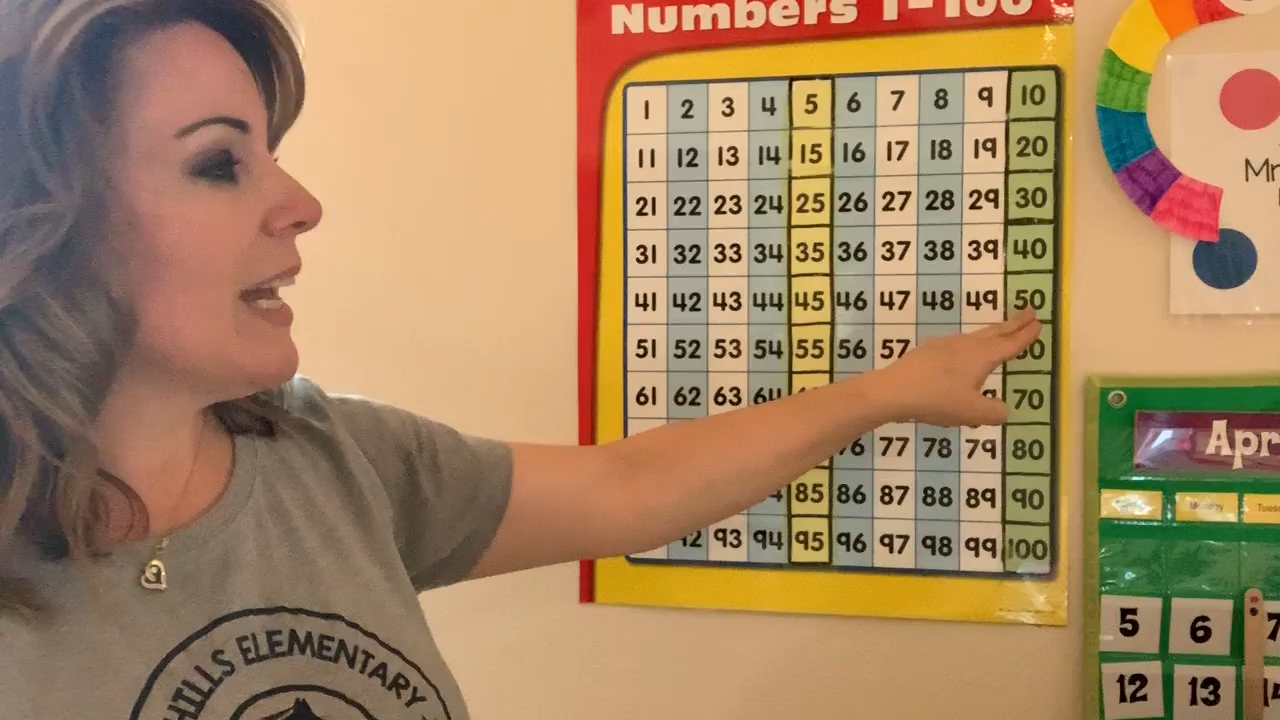 Numbers 1-100
1 2 3 4 5 6 7 8 9 10
11 12 13 14 15 16 17 18 19 20
21 22 23 24 25 26 27 28 29 30
31 32 33 34 35 36 37 38 39 40
41 42 43 44 45 46 47 48 49 50
51 52 53 54 55 56 57
61 62 63 64 70
77 78 79 80
85 86 87 88 89 90
93 94 95 96 97 98 99 100
HILLS ELEMENTARY
Apr
5 6 7
12 13